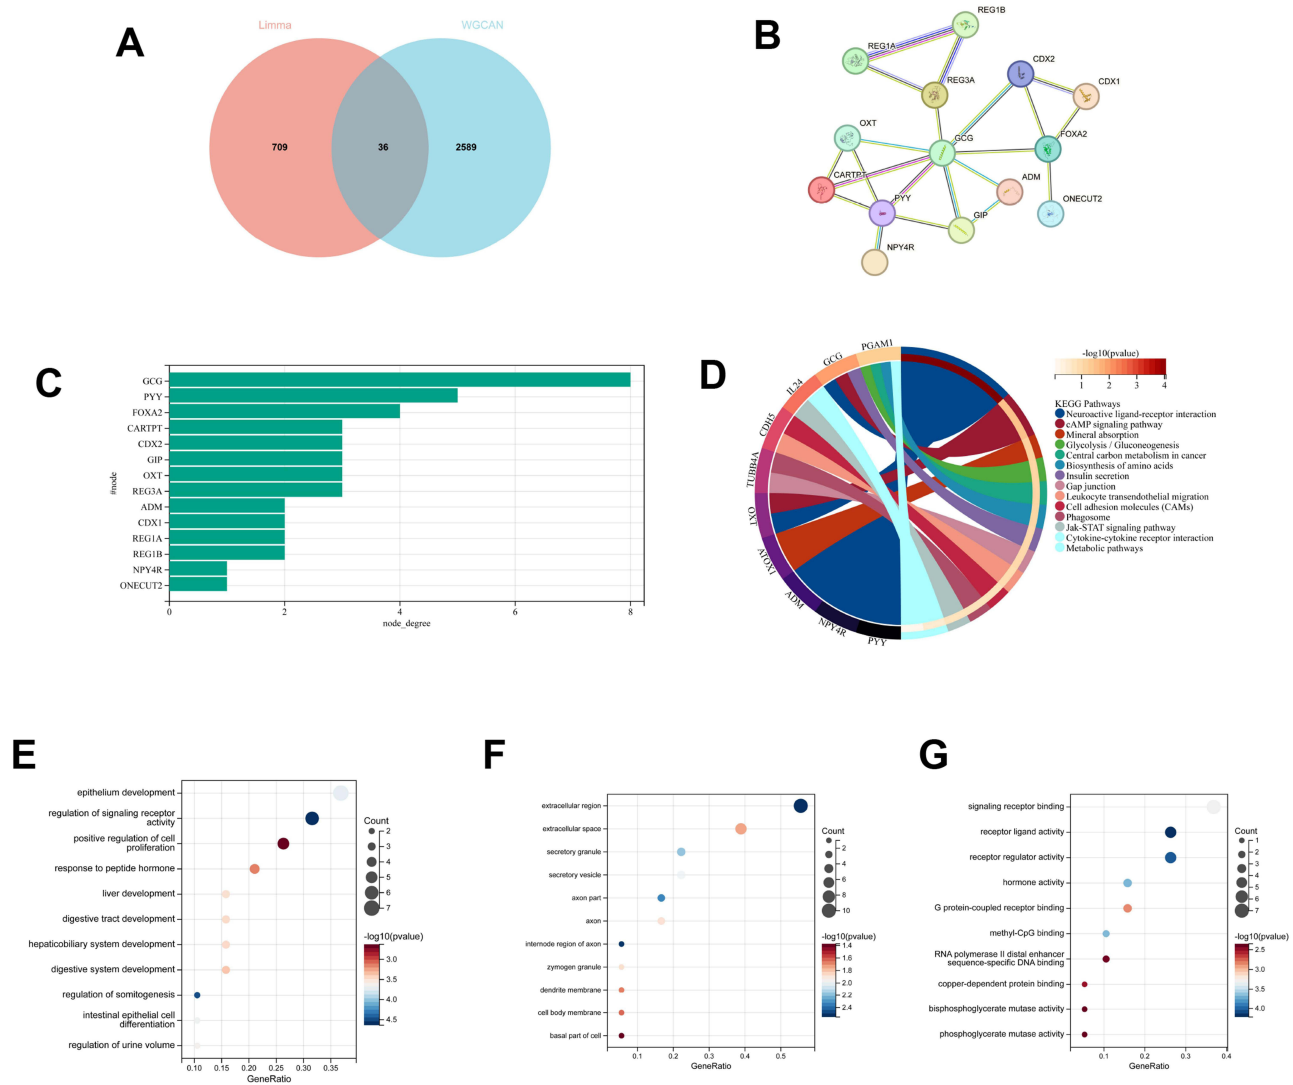 A
Limma
WGCAN
709
36
2589
B
REG1B
REG1A
CDX2
CDX1
REG3A
OXT
GCG
FOXA2
CARTPT
ADM
PYY
ONECUT2
GIP
NPY4R
C
#node
GCG
PYY
FOXA2
CARTPT
CDX2
GIP
OXT
REG3A
ADM
CDX1
REG1A
REG1B
NPY4R
ONECUT2
0 2 4 6 8
node_degree
D
PGAM1
GCG
IL24
CDH5
TUBB4A
OXT
ATOX1
ADM
NPY4R
PYY
-log10(pvalue)
1 2 3 4
KEGG Pathways
Neuroactive ligand-receptor interaction
cAMP signaling pathway
Mineral absorption
Glycolysis / Gluconeogenesis
Central carbon metabolism in cancer
Biosynthesis of amino acids
Insulin secretion
Gap junction
Leukocyte transendothelial migration
Cell adhesion molecules (CAMs)
Phagosome
Jak-STAT signaling pathway
Cytokine-cytokine receptor interaction
Metabolic pathways
E
epithelium development
regulation of signaling receptor
activity
positive regulation of cell
proliferation
response to peptide hormone
liver development
digestive tract development
hepaticobiliary system development
digestive system development
regulation of somitogenesis
intestinal epithelial cell
differentiation
regulation of urine volume
0.10 0.15 0.20 0.25 0.30 0.35
GeneRatio
Count
2
3
4
5
6
7
-log10(pvalue)
3.0
3.5
4.0
4.5
F
extracellular region
extracellular space
secretory granule
secretory vesicle
axon part
axon
internode region of axon
zymogen granule
dendrite membrane
cell body membrane
basal part of cell
0.1 0.2 0.3 0.4 0.5
GeneRatio
Count
1
2
4
6
8
10
-log10(pvalue)
1.4
1.6
1.8
2.0
2.2
2.4
G
signaling receptor binding
receptor ligand activity
receptor regulator activity
hormone activity
G protein-coupled receptor binding
methyl-CpG binding
RNA polymerase II distal enhancer
sequence-specific DNA binding
copper-dependent protein binding
bisphosphoglycerate mutase activity
phosphoglycerate mutase activity
0.1 0.2 0.3 0.4
GeneRatio
Count
1
2
3
4
5
6
7
-log10(pvalue)
2.5
3.0
3.5
4.0